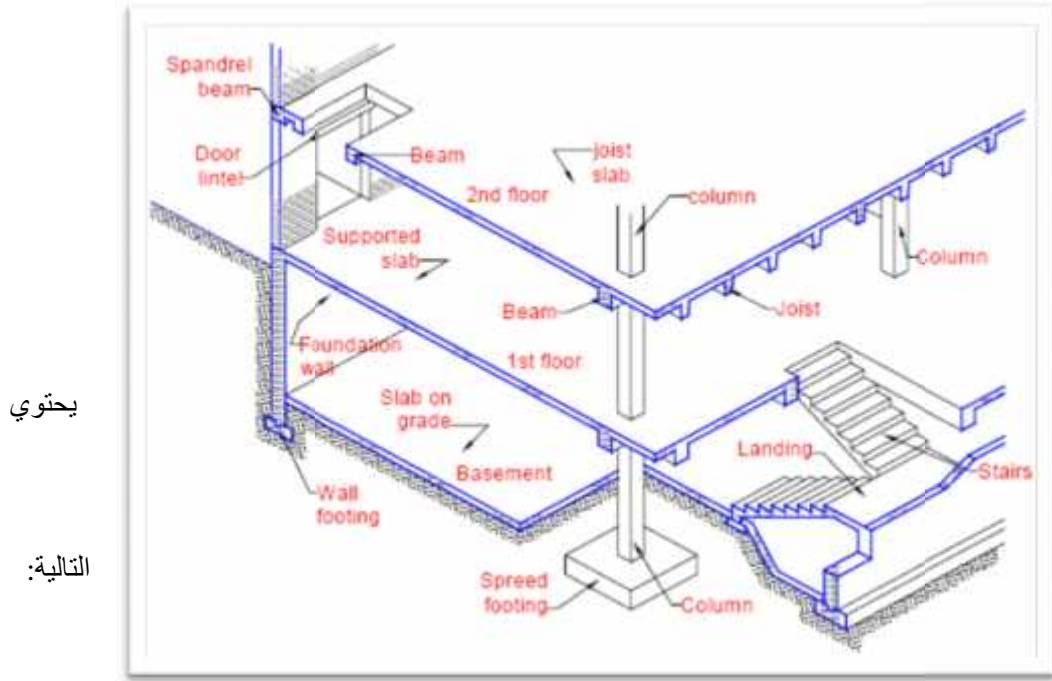 Spandrel
beam
Door
lintel
Beam
joist
slab
2nd floor
column
Supported
slab
Column
Beam
Joist
Foundation
wall
1st floor
يحتوي
Slab on
grade
Landing
Stairs
Basement
Wall
footing
التالية:
Spreed
footing
Column